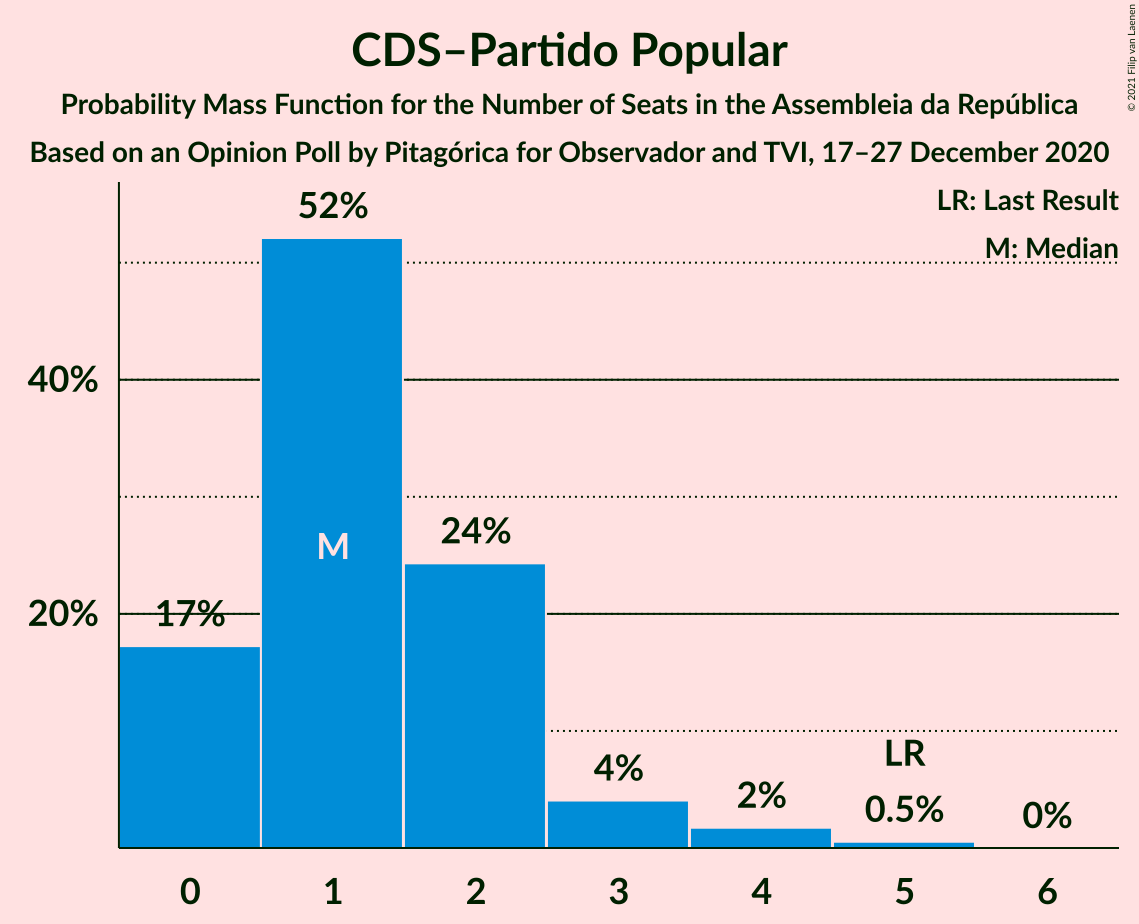 CDS–Partido Popular
Probability Mass Function for the Number of Seats in the Assembleia da República
Based on an Opinion Poll by Pitagórica for Observador and TVI, 17–27 December 2020
© 2021 Filip van Laenen
LR: Last Result
M: Median
52%
40%
M
24%
20%
17%
LR
4%
2%
0.5%
0%
0 1 2 3 4 5 6